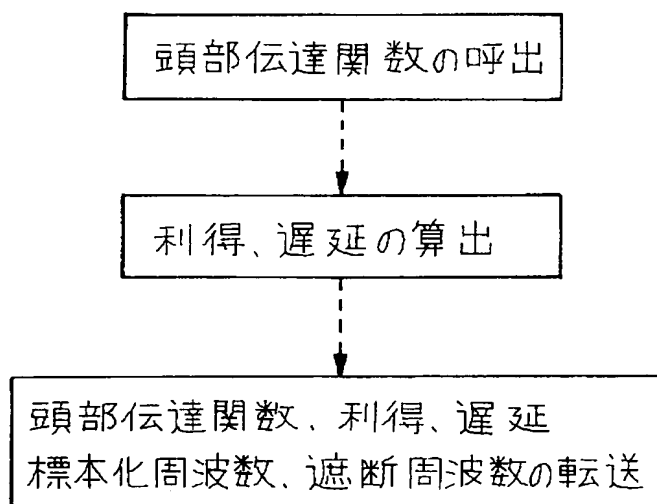 頭部伝達関数の呼出
利得、遅延の算出
頭部伝達関数、利得、遅延
標本化周波数、遮断周波数の転送